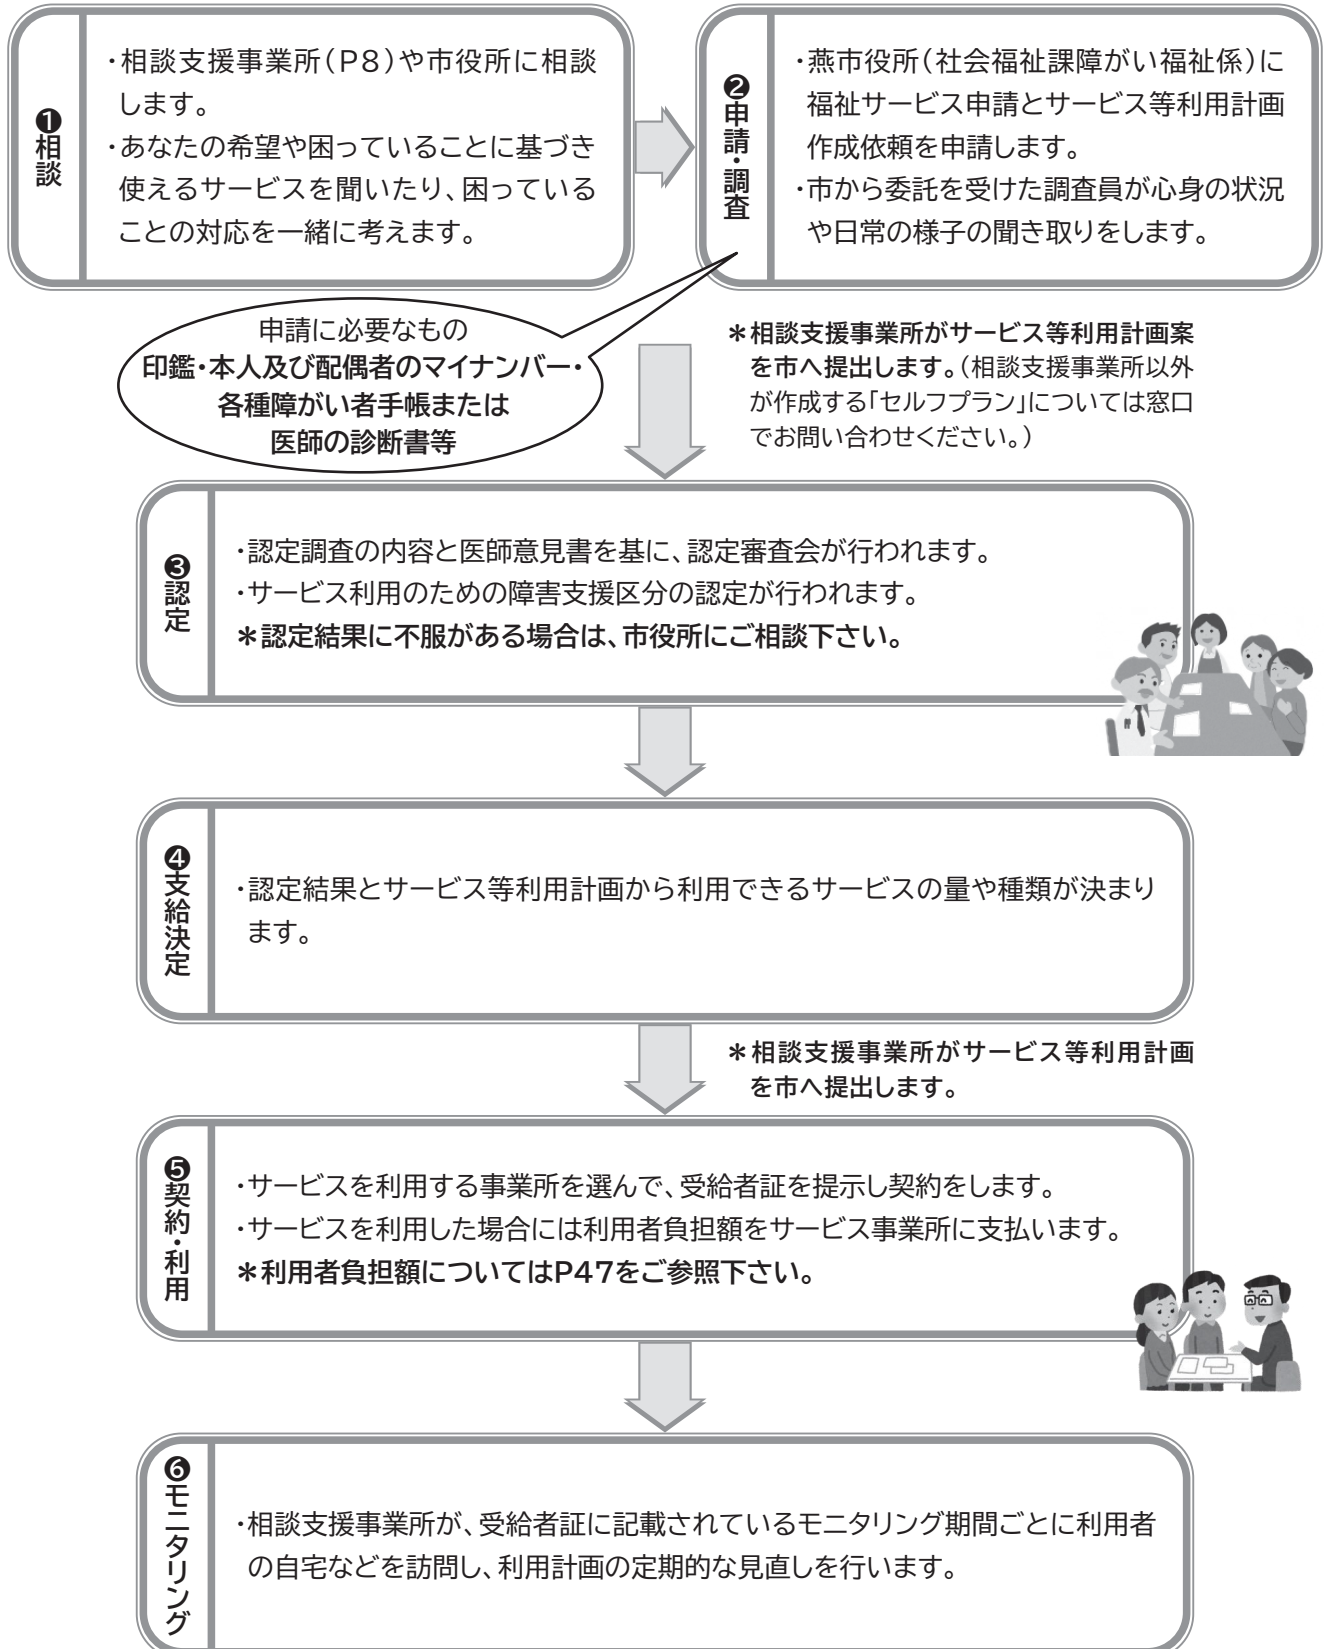 ❶相談
・相談支援事業所(P8)や市役所に相談
します。
・あなたの希望や困っていることに基づき
使えるサービスを聞いたり、困っている
ことの対応を一緒に考えます。
❷申請・調査
・燕市役所(社会福祉課障がい福祉係)に
福祉サービス申請とサービス等利用計画
作成依頼を申請します。
・市から委託を受けた調査員が心身の状況
や日常の様子の聞き取りをします。
申請に必要なもの
印鑑・本人及び配偶者のマイナンバー・
各種障がい者手帳または
医師の診断書等
＊相談支援事業所がサービス等利用計画案
を市へ提出します。(相談支援事業所以外
が作成する「セルフプラン」については窓口
でお問い合わせください。)
❸認定
・認定調査の内容と医師意見書を基に、認定審査会が行われます。
・サービス利用のための障害支援区分の認定が行われます。
＊認定結果に不服がある場合は、市役所にご相談下さい。
❹支給決定
・認定結果とサービス等利用計画から利用できるサービスの量や種類が決まり
ます。
＊相談支援事業所がサービス等利用計画
を市へ提出します。
❺契約・利用
・サービスを利用する事業所を選んで、受給者証を提示し契約をします。
・サービスを利用した場合には利用者負担額をサービス事業所に支払います。
＊利用者負担額についてはP47をご参照下さい。
❻モニタリング
・相談支援事業所が、受給者証に記載されているモニタリング期間ごとに利用者
の自宅などを訪問し、利用計画の定期的な見直しを行います。